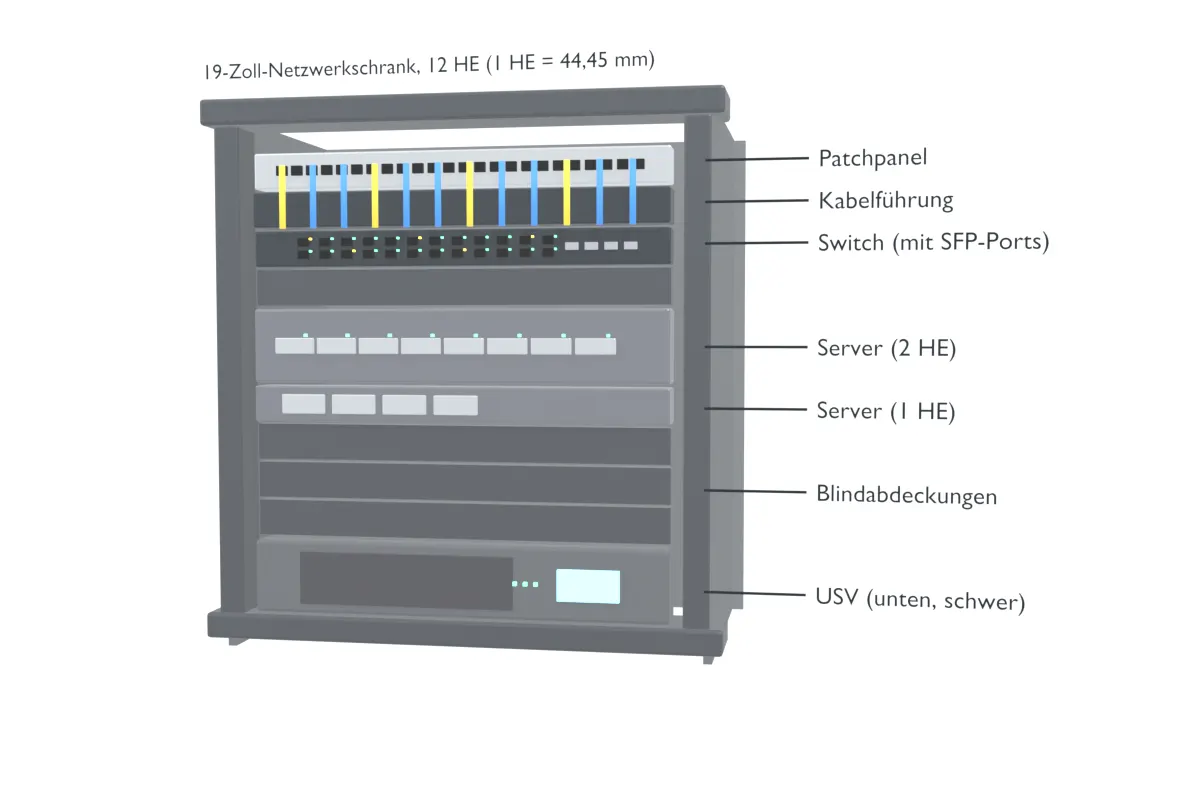 19-Zoll-Netzwerkschrank, 12 HE (1 HE = 44,45 mm)
Patchpanel
Kabelführung
Switch (mit SFP-Ports)
Server (2 HE)
Server (1 HE)
Blindabdeckungen
USV (unten, schwer)